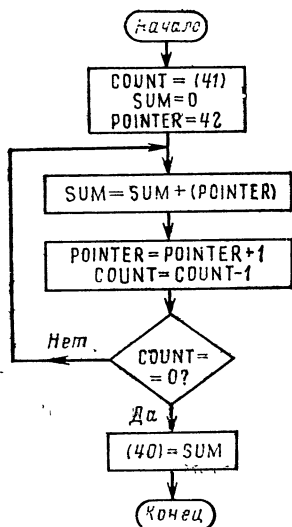 Начало
COUNT = (41)
SUM=0
POINTER=42
SUM=SUM+(POINTER)
POINTER=POINTER+1
COUNT=COUNT-1
Нет
COUNT=
=0?
Да
(40)=SUM
Конец